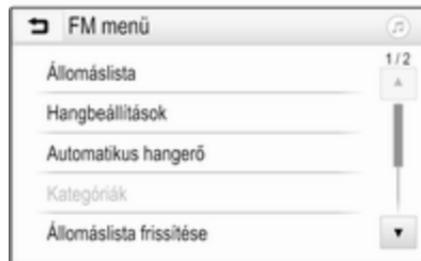 FM menü
1/2
Állomáslista
Hangbeállítások
Automatikus hangerő
Kategóriák
Állomáslista frissítése